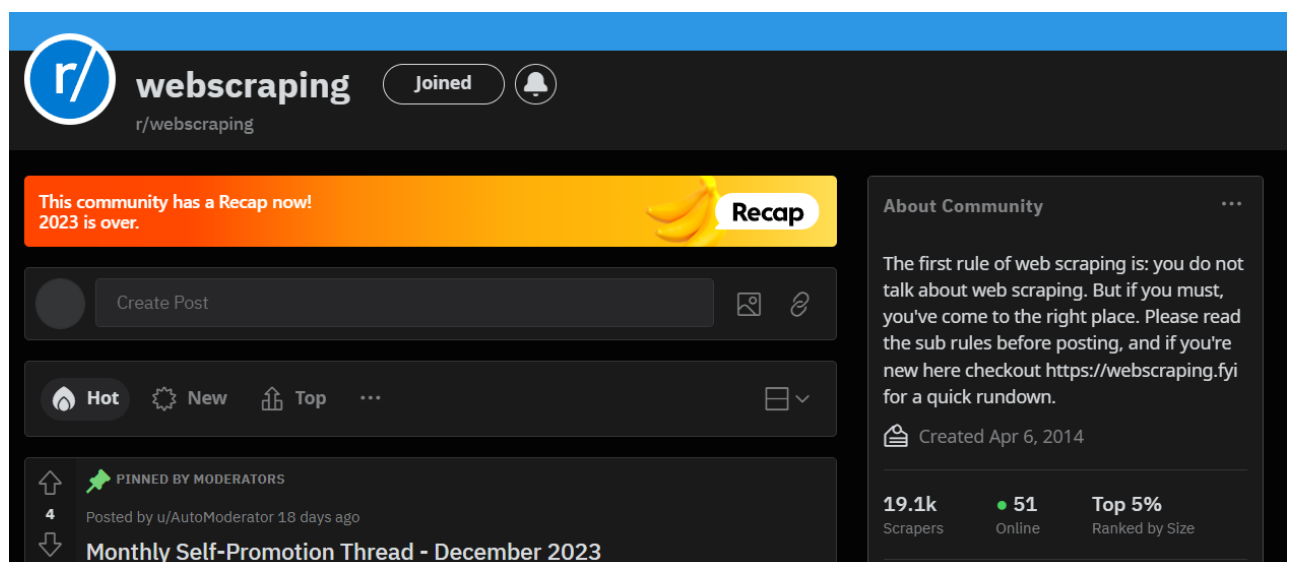 r/
webscraping
Joined
r/webscraping
This community has a Recap now!
2023 is over.
Recap
Create Post
Hot
New
Top
PINNED BY MODERATORS
4
Posted by u/AutoModerator 18 days ago
Monthly Self-Promotion Thread - December 2023
About Community
The first rule of web scraping is: you do not
talk about web scraping. But if you must,
you've come to the right place. Please read
the sub rules before posting, and if you're
new here checkout https://webscraping.fyi
for a quick rundown.
Created Apr 6, 2014
19.1k 51 Top 5%
Scrapers Online Ranked by Size